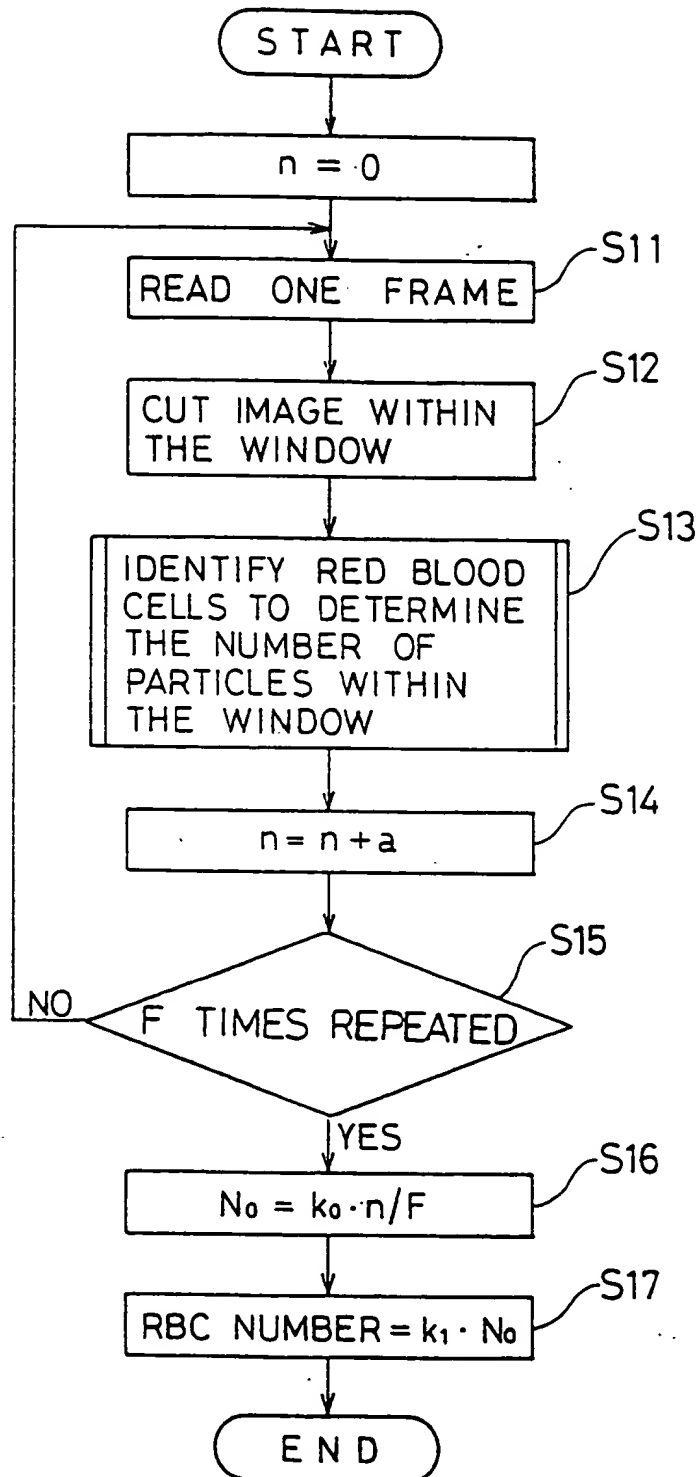 START
n = 0
S11
READ ONE FRAME
S12
CUT IMAGE WITHIN
THE WINDOW
S13
IDENTIFY RED BLOOD
CELLS TO DETERMINE
THE NUMBER OF
PARTICLES WITHIN
THE WINDOW
S14
n = n + a
S15
F TIMES REPEATED
NO
YES
S16
N₀ = k₀ · n/F
S17
RBC NUMBER = k₁ · N₀
END